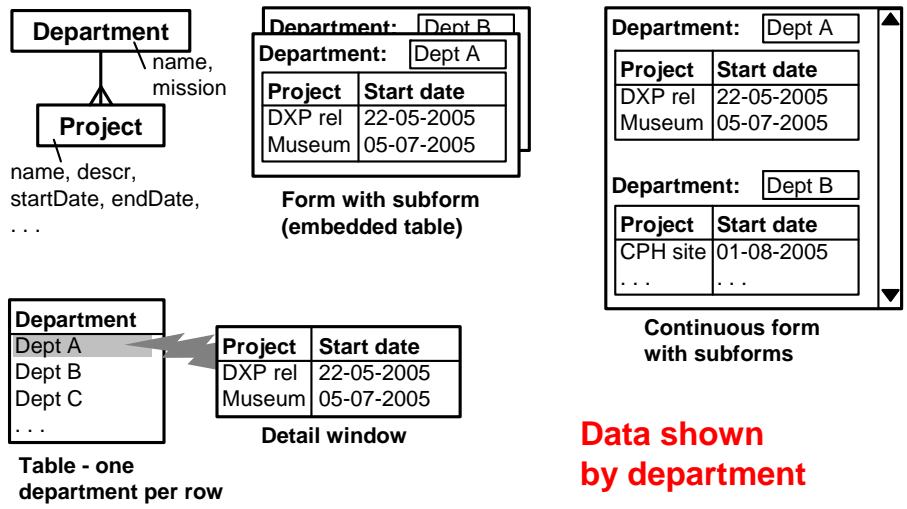 Department
name,
mission
Project
name, descr,
startDate, endDate,
. . .
Department: Dept B
Department: Dept A
Project Start date
DXP rel 22-05-2005
Museum 05-07-2005
Form with subform
(embedded table)
Department: Dept A
Project Start date
DXP rel 22-05-2005
Museum 05-07-2005
Department: Dept B
Project Start date
CPH site 01-08-2005
. . . . . .
Continuous form
with subforms
Department
Dept A
Dept B
Dept C
. . .
Table - one
department per row
Project Start date
DXP rel 22-05-2005
Museum 05-07-2005
Detail window
Data shown
by department